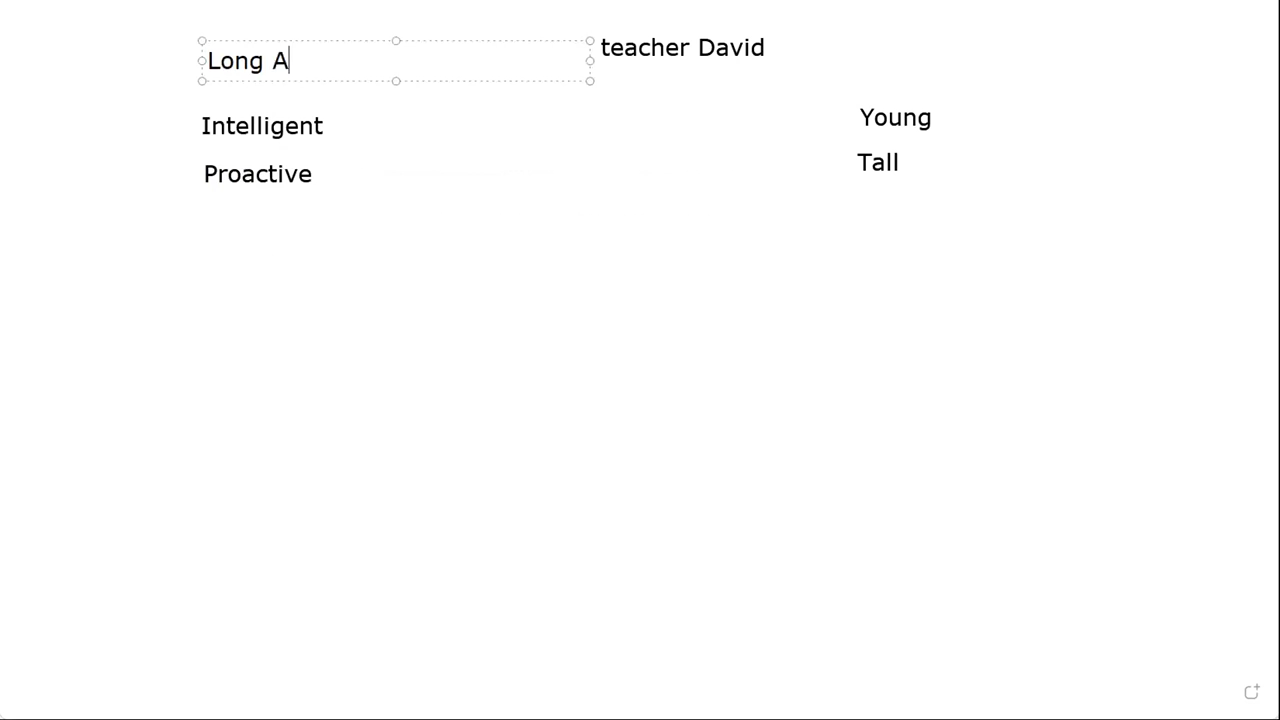 Long A
teacher David
Intelligent
Young
Proactive
Tall